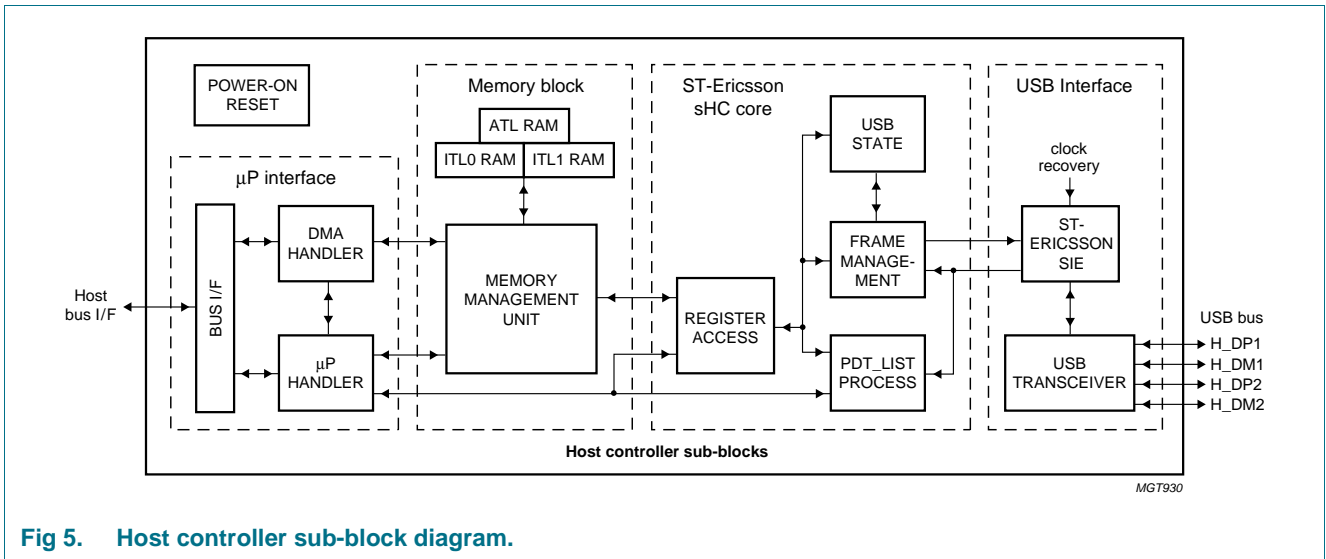 POWER-ON
RESET
Memory block
ATL RAM
ITL0 RAM
ITL1 RAM
ST-Ericsson
sHC core
USB
STATE
USB Interface
clock
recovery
μP interface
DMA
HANDLER
MEMORY
MANAGEMENT
UNIT
FRAME
MANAGE-
MENT
ST-
ERICSSON
SIE
Host
bus I/F
BUS I/F
REGISTER
ACCESS
μP
HANDLER
PDT_LIST
PROCESS
USB
TRANSCEIVER
USB bus
H_DP1
H_DM1
H_DP2
H_DM2
Host controller sub-blocks
MGT930
Fig 5. Host controller sub-block diagram.